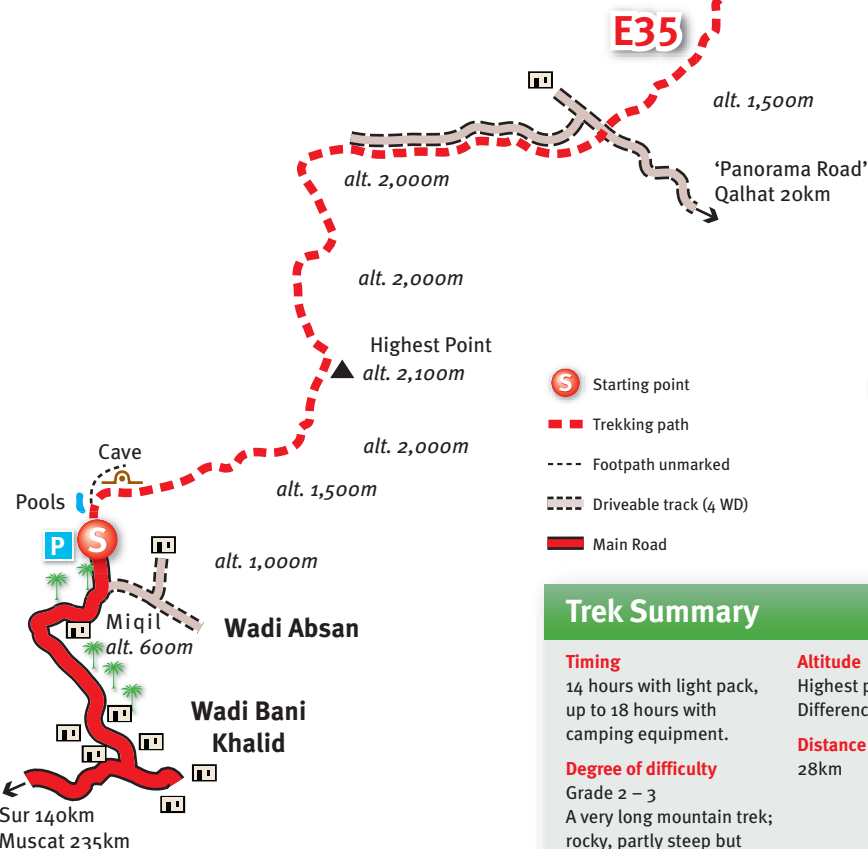 E35
alt. 1,500m
alt. 2,000m
'Panorama Road'
Qalhat 20km
alt. 2,000m
Highest Point
alt. 2,100m
alt. 2,000m
Cave
alt. 1,500m
Pools
P
S
alt. 1,000m
Miqil
alt. 600m
Wadi Absan
Wadi Bani
Khalid
Sur 140km
Muscat 235km
S Starting point
Trekking path
Footpath unmarked
Driveable track (4 WD)
Main Road
Trek Summary
Timing
14 hours with light pack,
up to 18 hours with
camping equipment.
Degree of difficulty
Grade 2 – 3
A very long mountain trek;
rocky, partly steep but
Altitude
Highest p
Differenc
Distance
28km